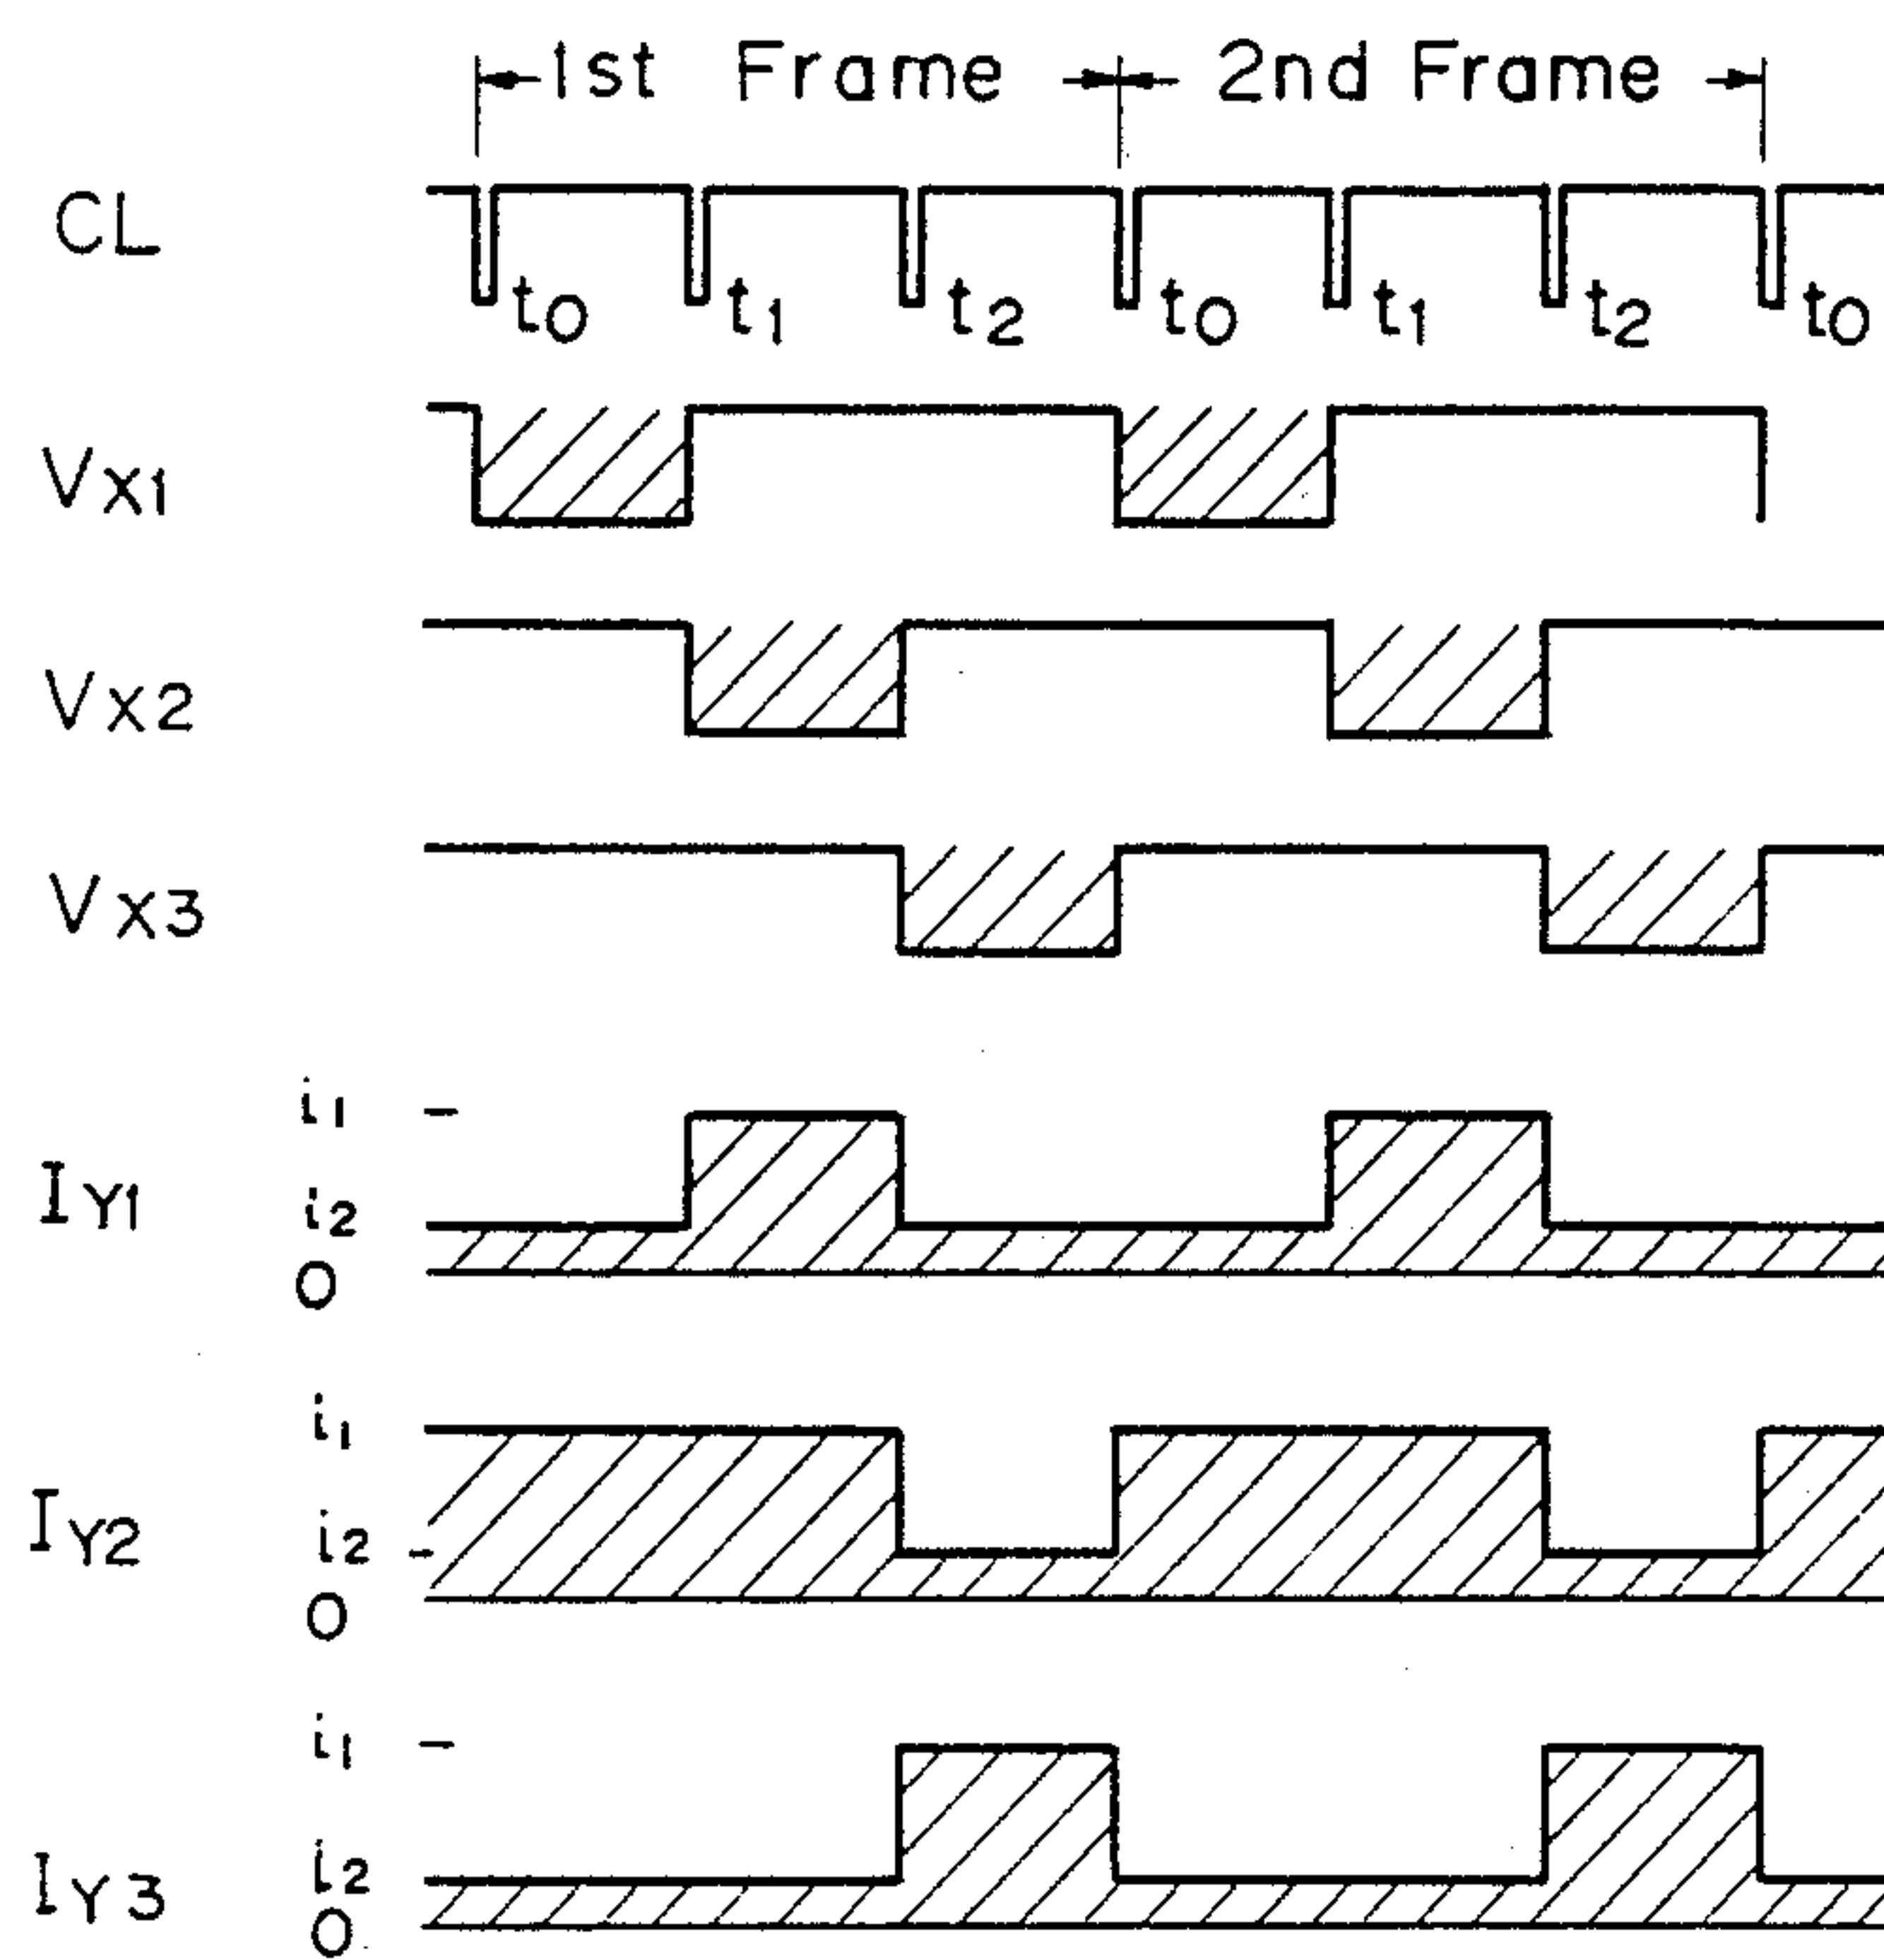 1st Frame 2nd Frame
CL
t0 t1 t2 t0 t1 t2 t0
VX1
VX2
VX3
i1
IY1 i2
0
i1
IY2 i2
0
i1
IY3 i2
0